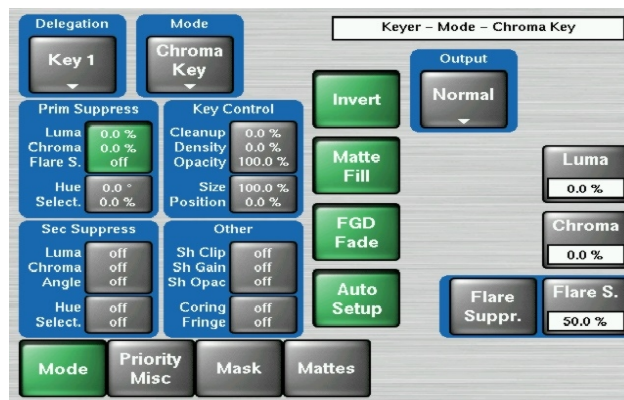 Delegation
Mode
Keyer – Mode – Chroma Key
Key 1
Chroma
Key
Output
Normal
Prim Suppress
Luma 0.0 %
Chroma 0.0 %
Flare S. off
Hue 0.0 °
Select. 0.0 %
Key Control
Cleanup 0.0 %
Density 0.0 %
Opacity 100.0 %
Size 100.0 %
Position 0.0 %
Sec Suppress
Luma off
Chroma off
Angle off
Hue off
Select. off
Other
Sh Clip off
Sh Gain off
Sh Opac off
Coring off
Fringe off
Invert
Matte
Fill
FGD
Fade
Auto
Setup
Luma
0.0 %
Chroma
0.0 %
Flare
Suppr.
Flare S.
50.0 %
Mode
Priority
Misc
Mask
Mattes